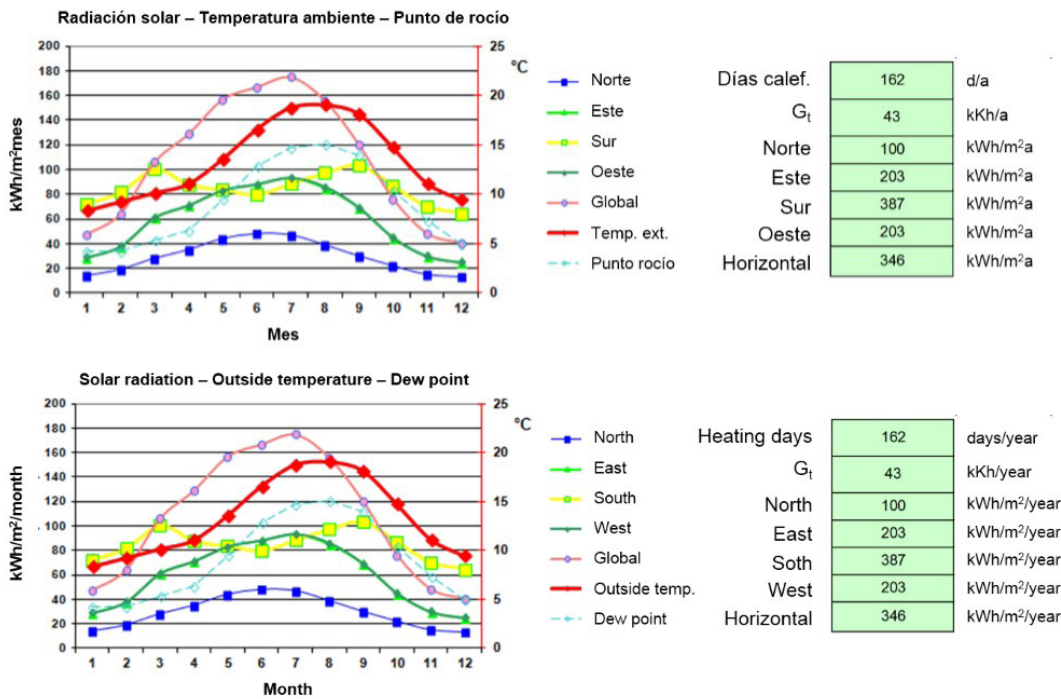 Radiación solar – Temperatura ambiente – Punto de rocío
200
180
160
140
120
100
80
60
40
20
0
kWh/m²mes
25
20
15
10
5
0
°C
1 2 3 4 5 6 7 8 9 10 11 12
Mes
Norte
Este
Sur
Oeste
Global
Temp. ext.
Punto rocío
Días calef. 162 d/a
Gt 43 kKh/a
Norte 100 kWh/m²a
Este 203 kWh/m²a
Sur 387 kWh/m²a
Oeste 203 kWh/m²a
Horizontal 346 kWh/m²a
Solar radiation – Outside temperature – Dew point
200
180
160
140
120
100
80
60
40
20
0
kWh/m²/month
25
20
15
10
5
0
°C
1 2 3 4 5 6 7 8 9 10 11 12
Month
North
East
South
West
Global
Outside temp.
Dew point
Heating days 162 days/year
Gt 43 kKh/year
North 100 kWh/m²/year
East 203 kWh/m²/year
Soth 387 kWh/m²/year
West 203 kWh/m²/year
Horizontal 346 kWh/m²/year